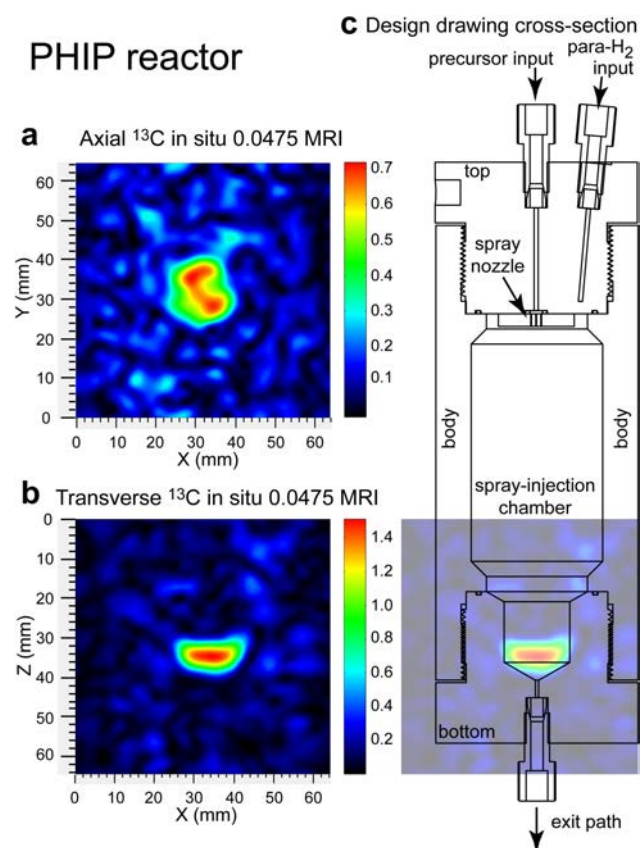 PHIP reactor
a Axial ¹³C in situ 0.0475 MRI
Y (mm)
60
50
40
30
20
10
0
0 10 20 30 40 50 60
X (mm)
0.7
0.6
0.5
0.4
0.3
0.2
0.1
b Transverse ¹³C in situ 0.0475 MRI
Z (mm)
0
10
20
30
40
50
60
0 10 20 30 40 50 60
X (mm)
1.4
1.2
1.0
0.8
0.6
0.4
0.2
c Design drawing cross-section
precursor input
para-H₂
input
top
spray
nozzle
body
body
spray-injection
chamber
bottom
exit path